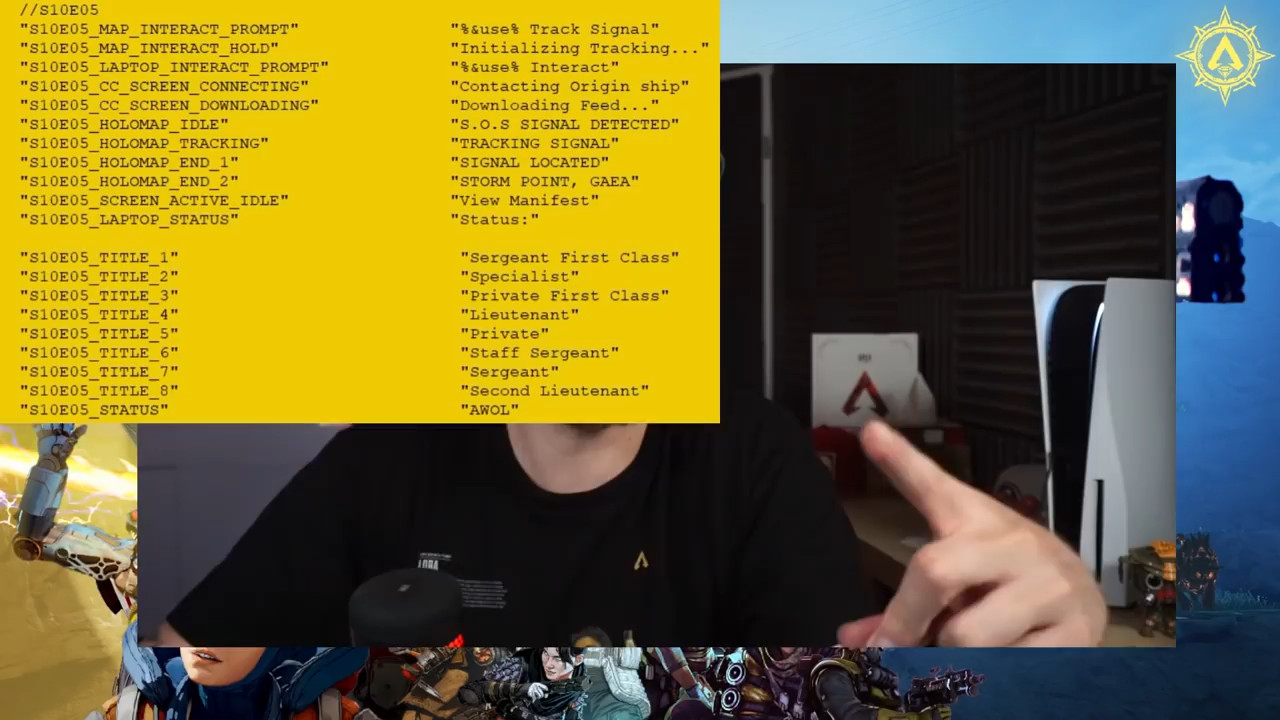 //S10E05
"S10E05_MAP_INTERACT_PROMPT" "%&use% Track Signal"
"S10E05_MAP_INTERACT_HOLD" "Initializing Tracking..."
"S10E05_LAPTOP_INTERACT_PROMPT" "%&use% Interact"
"S10E05_CC_SCREEN_CONNECTING" "Contacting Origin ship"
"S10E05_CC_SCREEN_DOWNLOADING" "Downloading Feed..."
"S10E05_HOLOMAP_IDLE" "S.O.S SIGNAL DETECTED"
"S10E05_HOLOMAP_TRACKING" "TRACKING SIGNAL"
"S10E05_HOLOMAP_END_1" "SIGNAL LOCATED"
"S10E05_HOLOMAP_END_2" "STORM POINT, GAEA"
"S10E05_SCREEN_ACTIVE_IDLE" "View Manifest"
"S10E05_LAPTOP_STATUS" "Status:"
"S10E05_TITLE_1" "Sergeant First Class"
"S10E05_TITLE_2" "Specialist"
"S10E05_TITLE_3" "Private First Class"
"S10E05_TITLE_4" "Lieutenant"
"S10E05_TITLE_5" "Private"
"S10E05_TITLE_6" "Staff Sergeant"
"S10E05_TITLE_7" "Sergeant"
"S10E05_TITLE_8" "Second Lieutenant"
"S10E05_STATUS" "AWOL"
LOBA